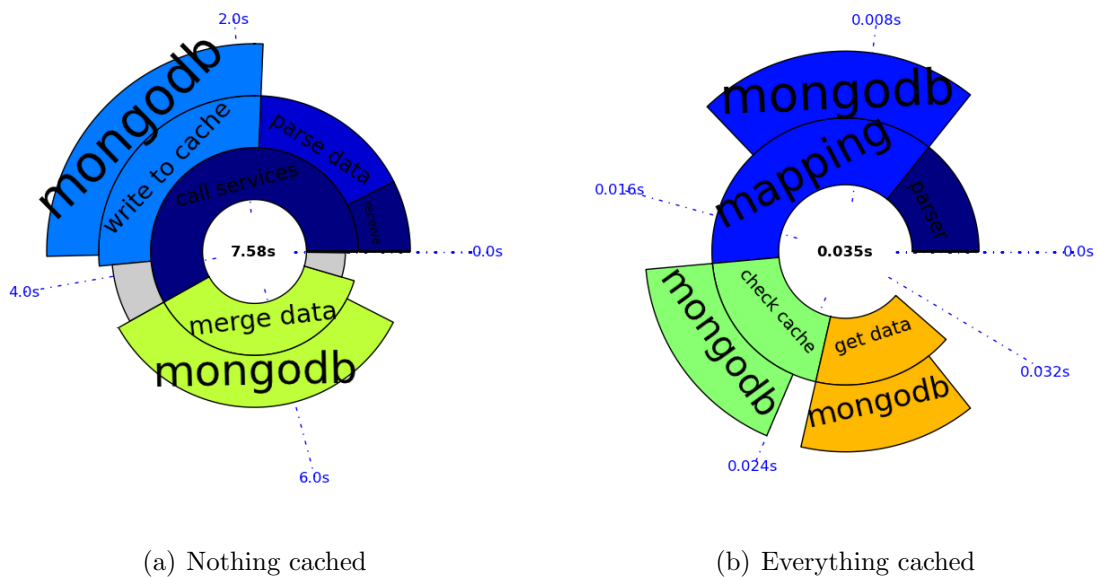 2.0s
mongodb
write to cache
parse data
call services
receive
7.58s
0.0s
4.0s
merge data
mongodb
6.0s
(a) Nothing cached
0.008s
mongodb
mapping
parser
0.016s
0.035s
0.0s
check cache
mongodb
get data
mongodb
0.032s
0.024s
(b) Everything cached